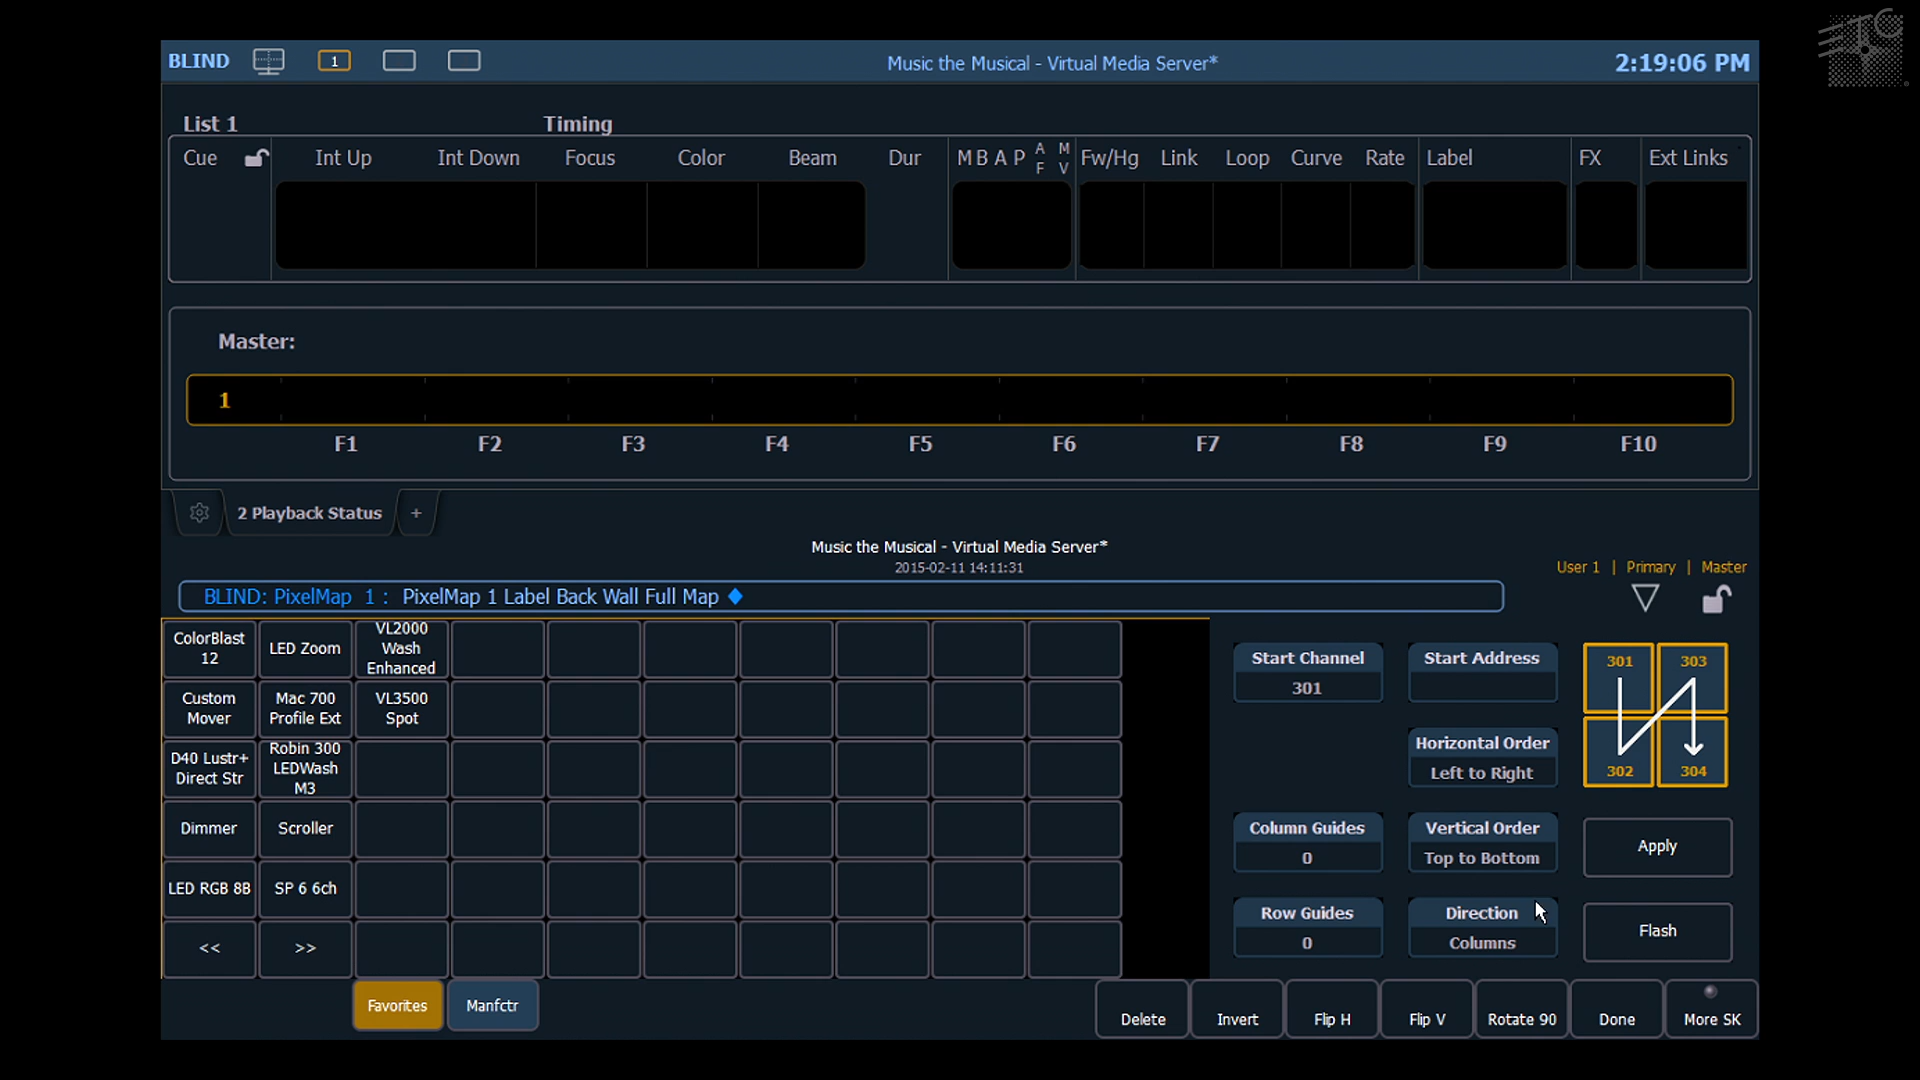 ETC
BLIND 1 Music the Musical - Virtual Media Server* 2:19:06 PM
List 1 Timing
Cue Int Up Int Down Focus Color Beam Dur M B A P A F M V Fw/Hg Link Loop Curve Rate Label FX Ext Links
Master:
1
F1 F2 F3 F4 F5 F6 F7 F8 F9 F10
2 Playback Status +
Music the Musical - Virtual Media Server*
2015-02-11 14:11:31
User 1 | Primary | Master
BLIND: PixelMap 1 : PixelMap 1 Label Back Wall Full Map
ColorBlast 12
LED Zoom
VL2000 Wash Enhanced
Custom Mover
Mac 700 Profile Ext
VL3500 Spot
D40 Lustr+ Direct Str
Robin 300 LEDWash M3
Dimmer
Scroller
LED RGB 8B
SP 6 6ch
<<
>>
Start Channel
301
Start Address
301 303
302 304
Horizontal Order
Left to Right
Column Guides
0
Vertical Order
Top to Bottom
Apply
Row Guides
0
Direction
Columns
Flash
Favorites Manfctr
Delete Invert Flip H Flip V Rotate 90 Done More SK